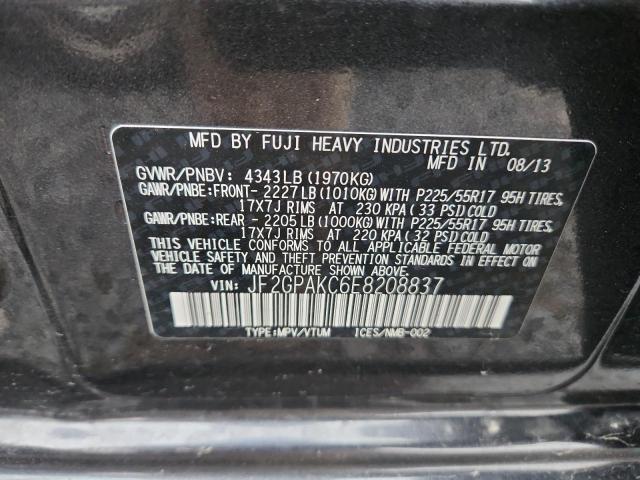 MFD BY FUJI HEAVY INDUSTRIES LTD.
MFD IN 08/13
GVWR/PNBV: 4343LB(1970KG)
GAWR/PNBE:FRONT- 2227LB(1010KG)WITH P225/55R17 95H TIRES,
17X7J RIMS AT 230 KPA(33 PSI)COLD
GAWR/PNBE:REAR - 2205LB(1000KG)WITH P225/55R17 95H TIRES,
17X7J RIMS AT 220 KPA(32 PSI)COLD
THIS VEHICLE CONFORMS TO ALL APPLICABLE FEDERAL MOTOR
VEHICLE SAFETY AND THEFT PREVENTION STANDARDS IN EFFECT
ON THE DATE OF MANUFACTURE SHOWN ABOVE.
VIN: JF2GPAKC6E8208837
TYPE:MPV/VTUM ICES/NMB-002